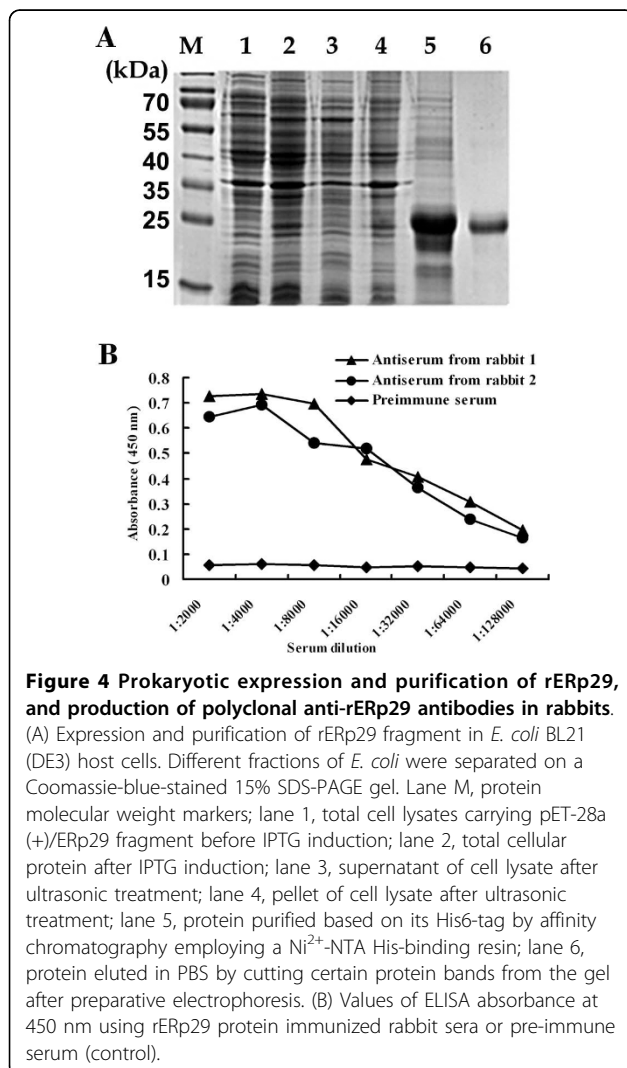 A M 1 2 3 4 5 6
(kDa)
70
55
40
35
25
15
B
Antiserum from rabbit 1
Antiserum from rabbit 2
Preimmune serum
Absorbance ( 450 nm)
0.8
0.7
0.6
0.5
0.4
0.3
0.2
0.1
0
1:2000 1:4000 1:8000 1:16000 1:32000 1:64000 1:128000
Serum dilution
Figure 4 Prokaryotic expression and purification of rERp29,
and production of polyclonal anti-rERp29 antibodies in rabbits.
(A) Expression and purification of rERp29 fragment in E. coli BL21
(DE3) host cells. Different fractions of E. coli were separated on a
Coomassie-blue-stained 15% SDS-PAGE gel. Lane M, protein
molecular weight markers; lane 1, total cell lysates carrying pET-28a
(+)/ERp29 fragment before IPTG induction; lane 2, total cellular
protein after IPTG induction; lane 3, supernatant of cell lysate after
ultrasonic treatment; lane 4, pellet of cell lysate after ultrasonic
treatment; lane 5, protein purified based on its His6-tag by affinity
chromatography employing a Ni²⁺-NTA His-binding resin; lane 6,
protein eluted in PBS by cutting certain protein bands from the gel
after preparative electrophoresis. (B) Values of ELISA absorbance at
450 nm using rERp29 protein immunized rabbit sera or pre-immune
serum (control).